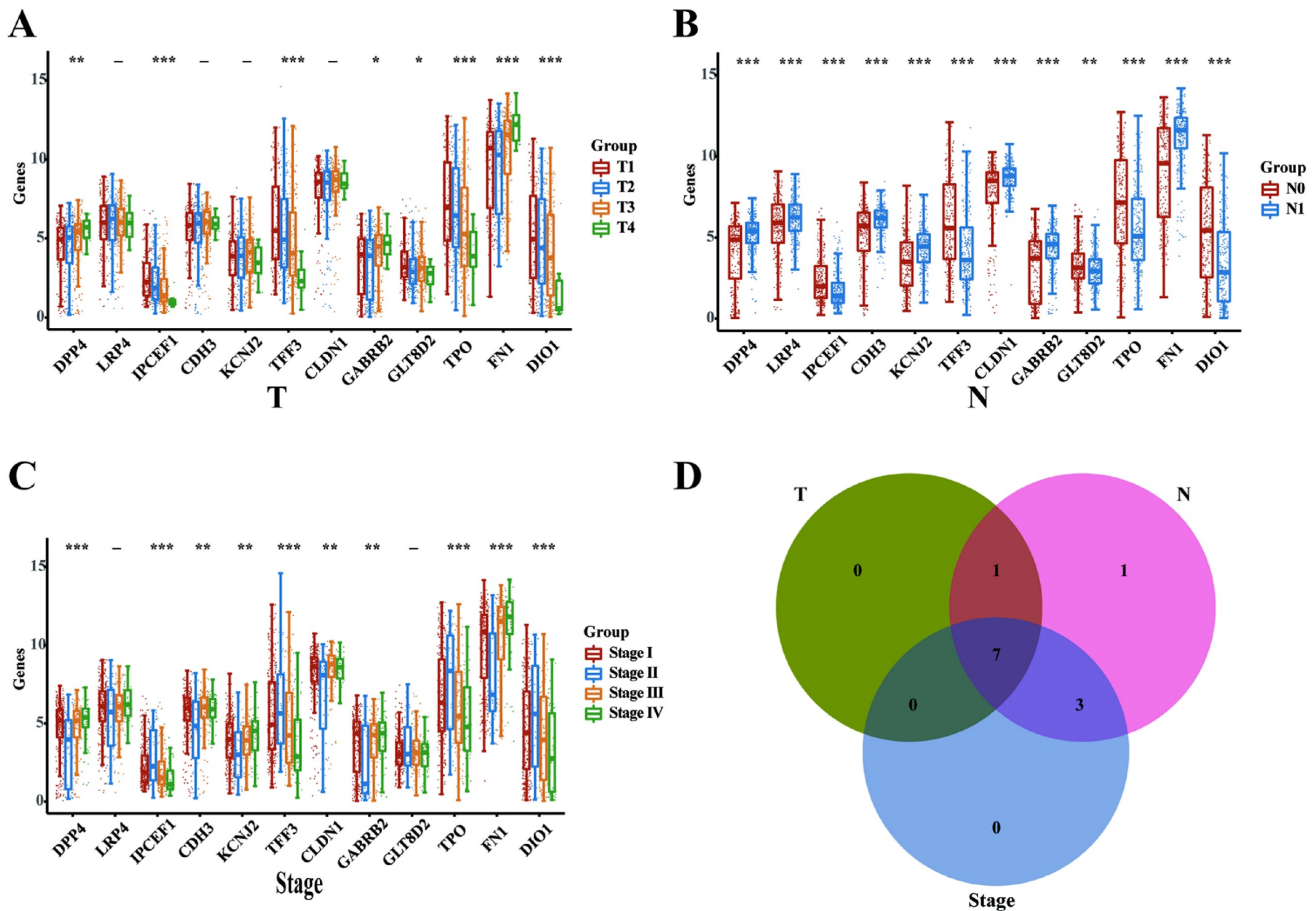 A
** – *** – – *** – * * *** *** ***
15
10
5
0
Genes
DPP4 LRP4 IPCEF1 CDH3 KCNJ2 TFF3 CLDN1 GABRB2 GLT8D2 TPO FN1 DIO1
T
Group
T1
T2
T3
T4
B
*** *** *** *** *** *** *** *** ** *** *** ***
15
10
5
0
Genes
DPP4 LRP4 IPCEF1 CDH3 KCNJ2 TFF3 CLDN1 GABRB2 GLT8D2 TPO FN1 DIO1
N
Group
N0
N1
C
*** – *** ** ** *** ** ** – *** *** ***
15
10
5
0
Genes
DPP4 LRP4 IPCEF1 CDH3 KCNJ2 TFF3 CLDN1 GABRB2 GLT8D2 TPO FN1 DIO1
Stage
Group
Stage I
Stage II
Stage III
Stage IV
D
T N
0 1 1
7
0 3
0
Stage